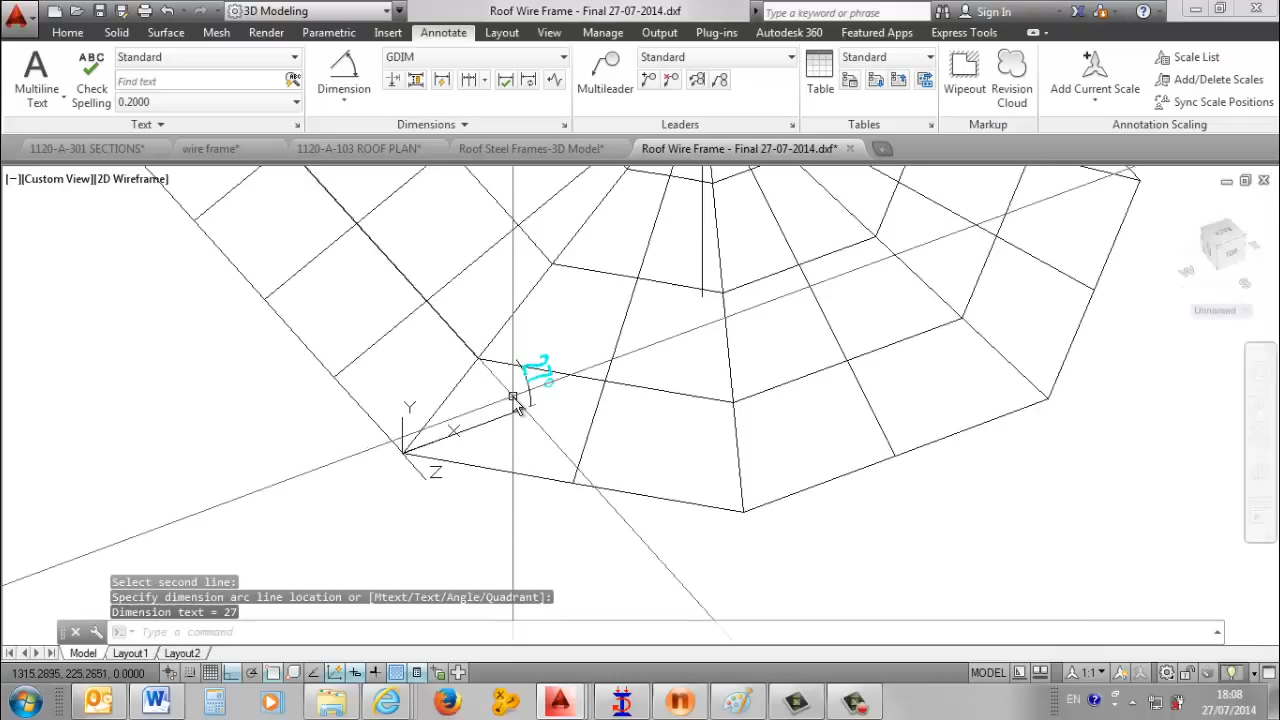 3D Modeling
Roof Wire Frame - Final 27-07-2014.dxf
Type a keyword or phrase
Sign In
Home
Solid
Surface
Mesh
Render
Parametric
Insert
Annotate
Layout
View
Manage
Output
Plug-ins
Autodesk 360
Featured Apps
Express Tools
A
Multiline
Text
ABC
Check
Spelling
Standard
Find text
0.2000
Text
Dimension
GDIM
Dimensions
Multileader
Standard
Leaders
Table
Standard
Tables
Wipeout
Revision
Cloud
Markup
Add Current Scale
Scale List
Add/Delete Scales
Sync Scale Positions
Annotation Scaling
1120-A-301 SECTIONS*
wire frame*
1120-A-103 ROOF PLAN*
Roof Steel Frames-3D Model*
Roof Wire Frame - Final 27-07-2014.dxf*
[−][Custom View][2D Wireframe]
TOP
W
Unnamed
27°
Y
X
Z
Select second line:
Specify dimension arc line location or [Mtext/Text/Angle/Quadrant]:
Dimension text = 27
Type a command
Model
Layout1
Layout2
1315.2695, 225.2651, 0.0000
MODEL
1:1
EN
18:08
27/07/2014